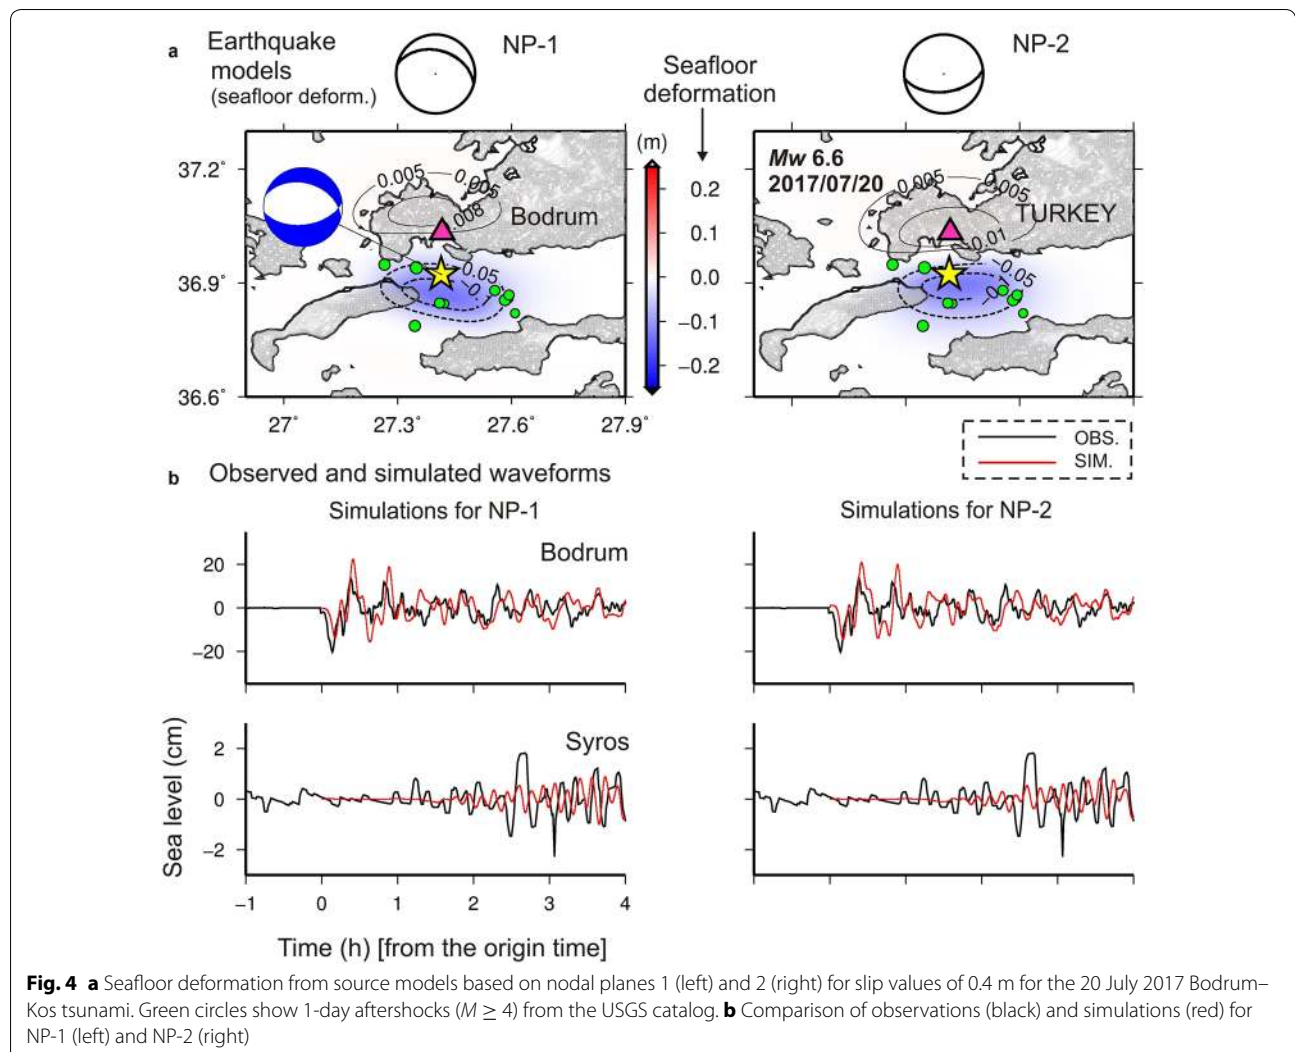 a Earthquake models (seafloor deform.)
NP-1
Seafloor deformation
NP-2
(m)
37.2°
36.9°
36.6°
27°
27.3°
27.6°
27.9°
0.005
0.005
Bodrum
0.2
0.1
0.0
−0.1
−0.2
Mw 6.6
2017/07/20
0.005
0.005
TURKEY
0.01
−0.05
OBS.
SIM.
b Observed and simulated waveforms
Simulations for NP-1
Simulations for NP-2
Bodrum
20
0
−20
Syros
2
0
−2
Sea level (cm)
−1 0 1 2 3 4
Time (h) [from the origin time]
Fig. 4 a Seafloor deformation from source models based on nodal planes 1 (left) and 2 (right) for slip values of 0.4 m for the 20 July 2017 Bodrum–
Kos tsunami. Green circles show 1-day aftershocks (M ≥ 4) from the USGS catalog. b Comparison of observations (black) and simulations (red) for
NP-1 (left) and NP-2 (right)